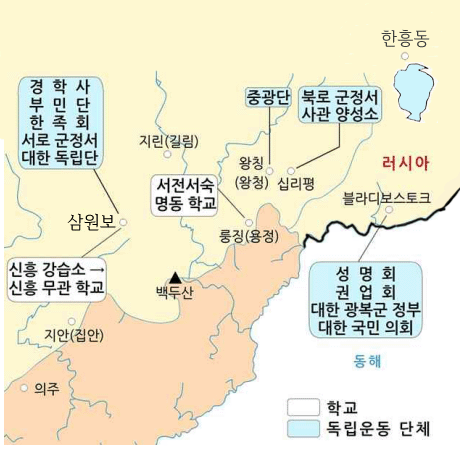 한흥동
경 학 사
부 민 단
한 족 회
서로 군정서
대한 독립단
중광단
북로 군정서
사관 양성소
지린(길림)
왕칭
(왕청)
십리평
러시아
서전서숙
명동 학교
블라디보스토크
삼원보
룽징(용정)
신흥 강습소 →
신흥 무관 학교
백두산
성 명 회
권 업 회
대한 광복군 정부
대한 국민 의회
지안(집안)
동해
의주
학교
독립운동 단체